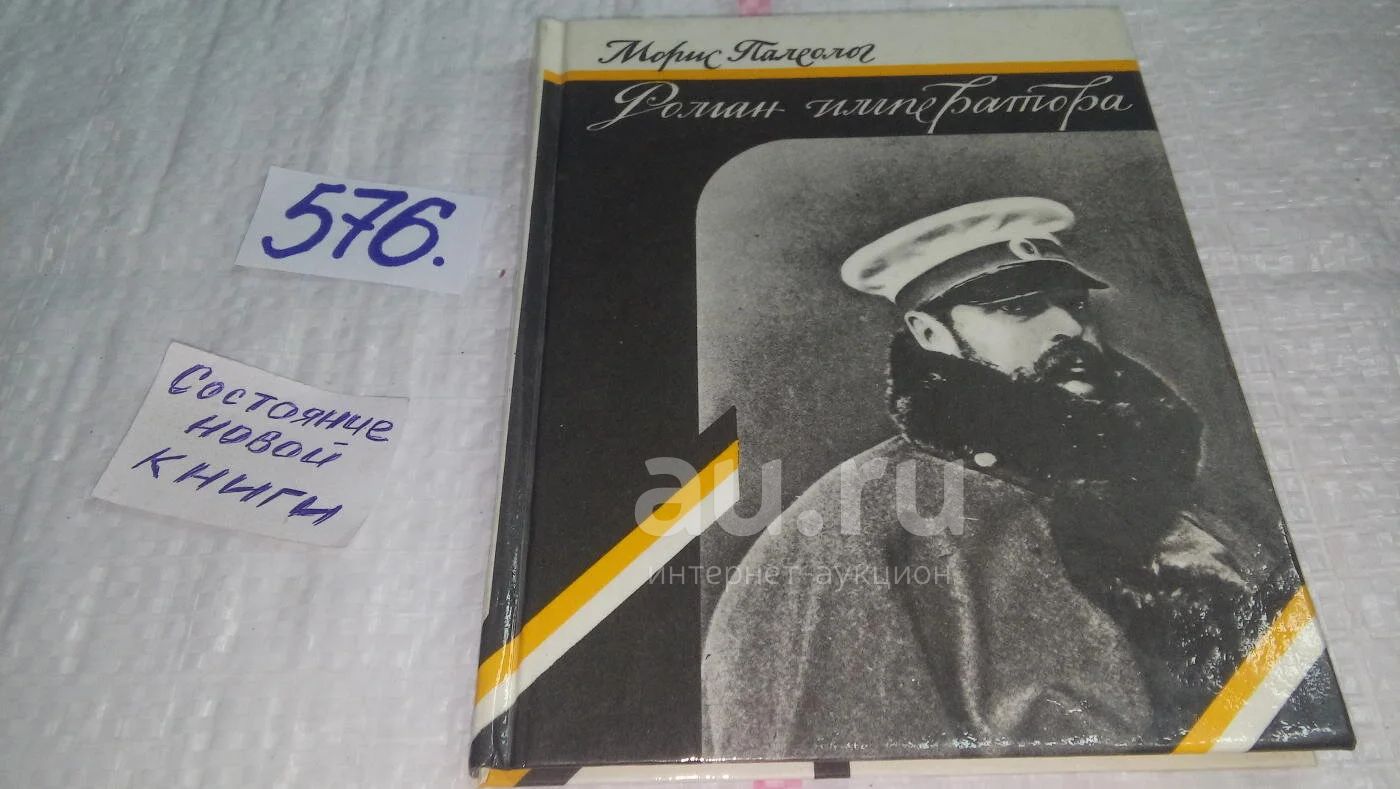 Морис Палеолог
Роман императора
576.
Состояние
новой
книги
au.ru
интернет-аукцион